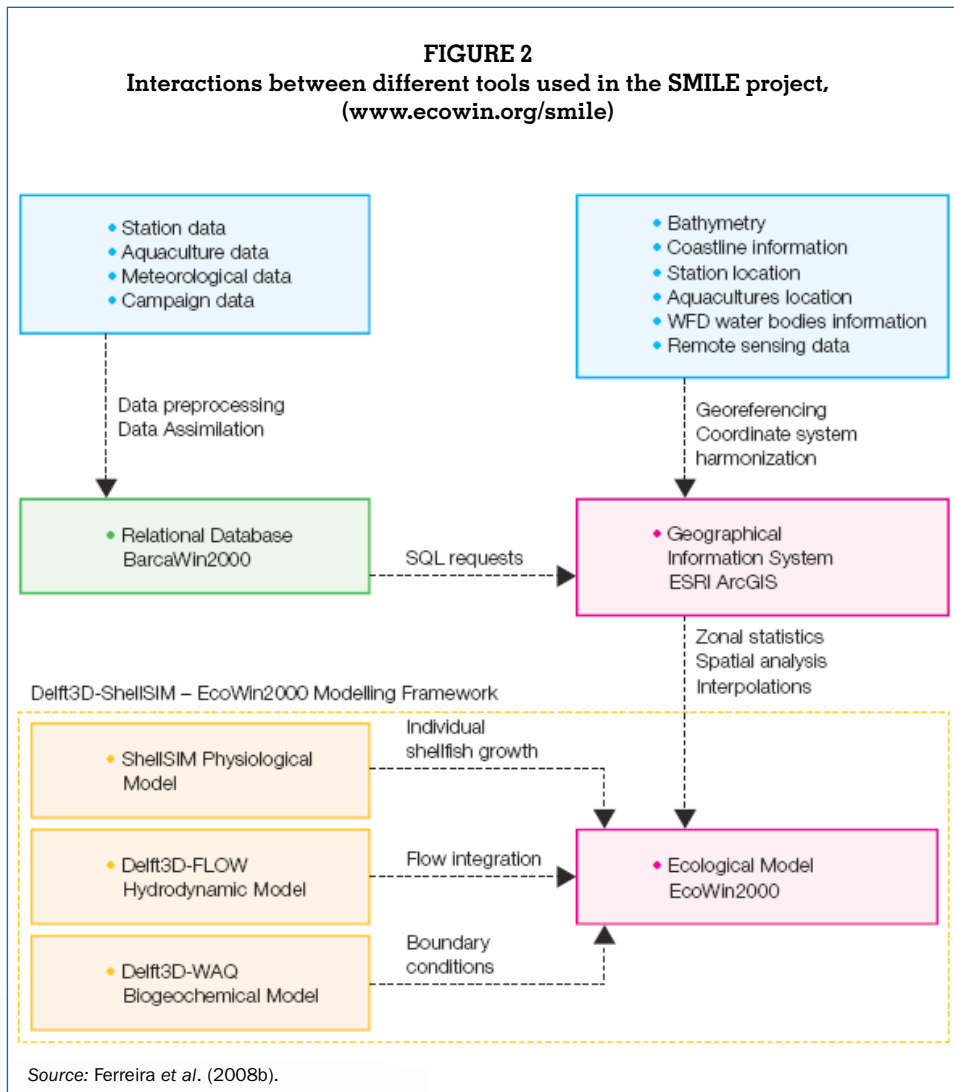 FIGURE 2
Interactions between different tools used in the SMILE project,
(www.ecowin.org/smile)
• Station data
• Aquaculture data
• Meteorological data
• Campaign data
• Bathymetry
• Coastline information
• Station location
• Aquacultures location
• WFD water bodies information
• Remote sensing data
Data preprocessing
Data Assimilation
Georeferencing
Coordinate system
harmonization
• Relational Database
BarcaWin2000
SQL requests
• Geographical
Information System
ESRI ArcGIS
Zonal statistics
Spatial analysis
Interpolations
Delft3D-ShellSIM – EcoWin2000 Modelling Framework
• ShellSIM Physiological
Model
Individual
shellfish growth
• Delft3D-FLOW
Hydrodynamic Model
Flow integration
• Ecological Model
EcoWin2000
• Delft3D-WAQ
Biogeochemical Model
Boundary
conditions
Source: Ferreira et al. (2008b).